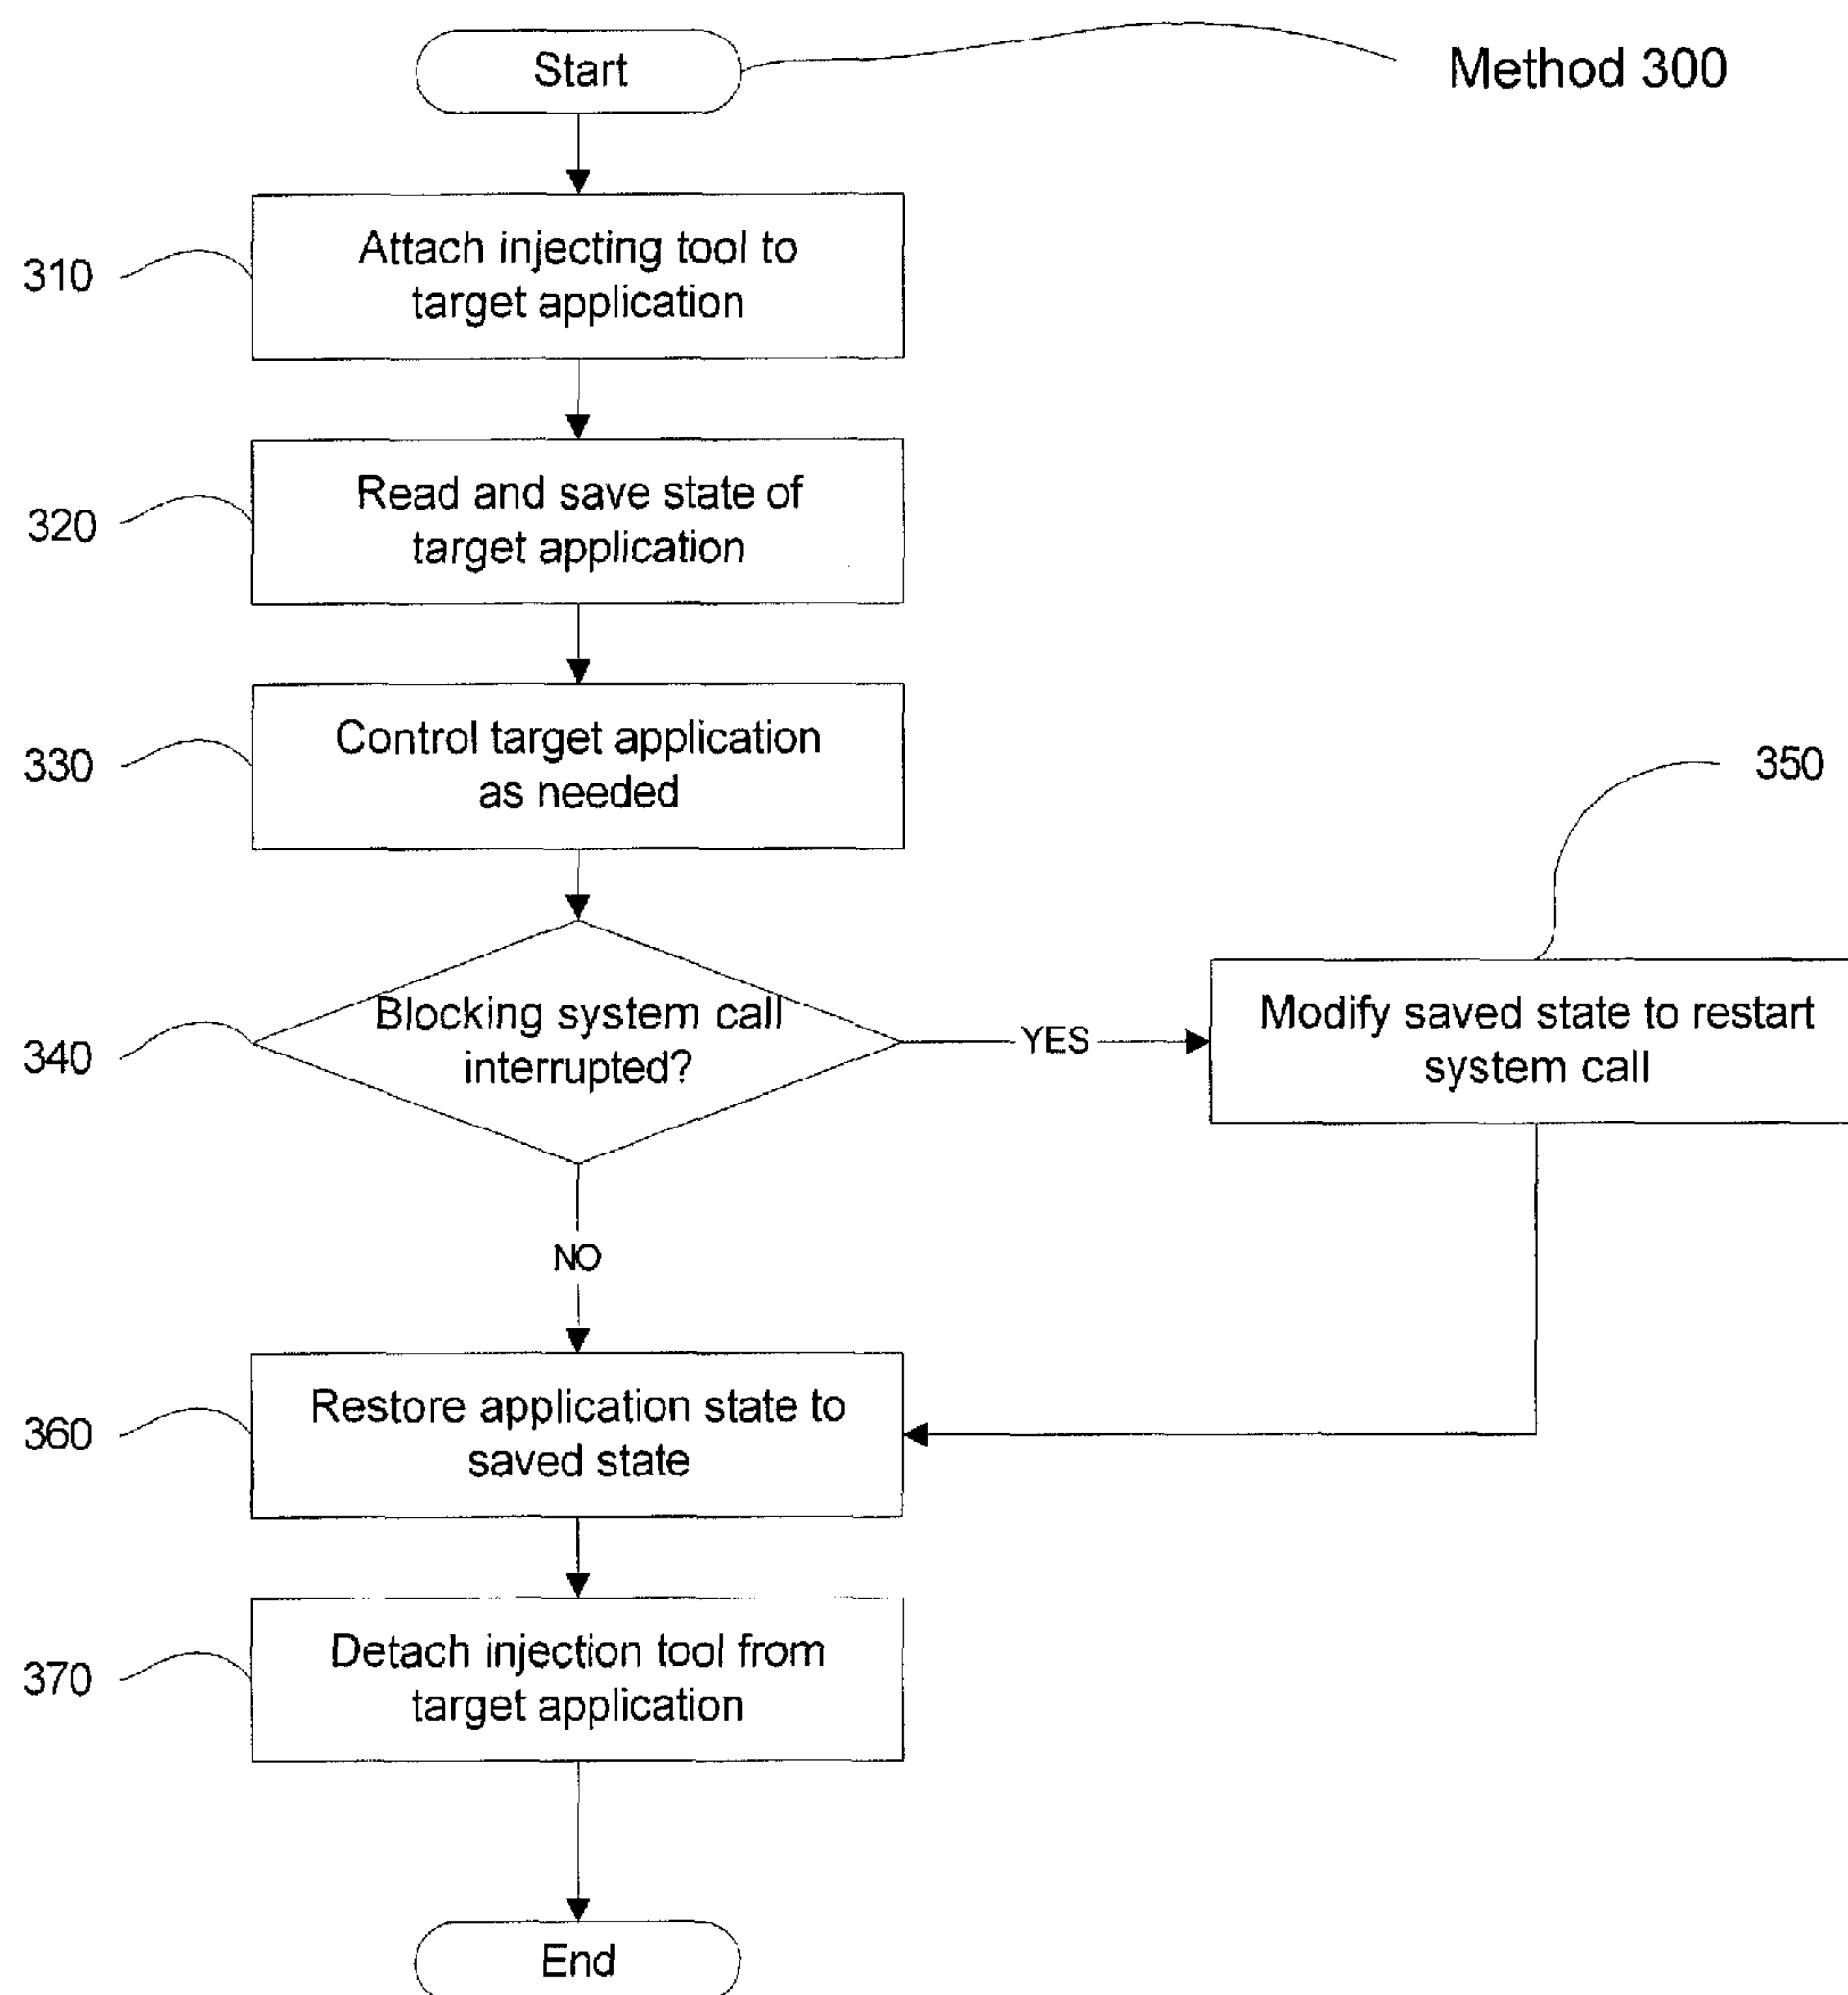 Start
Method 300
310
Attach injecting tool to
target application
320
Read and save state of
target application
330
Control target application
as needed
340
Blocking system call
interrupted?
YES
350
Modify saved state to restart
system call
NO
360
Restore application state to
saved state
370
Detach injection tool from
target application
End